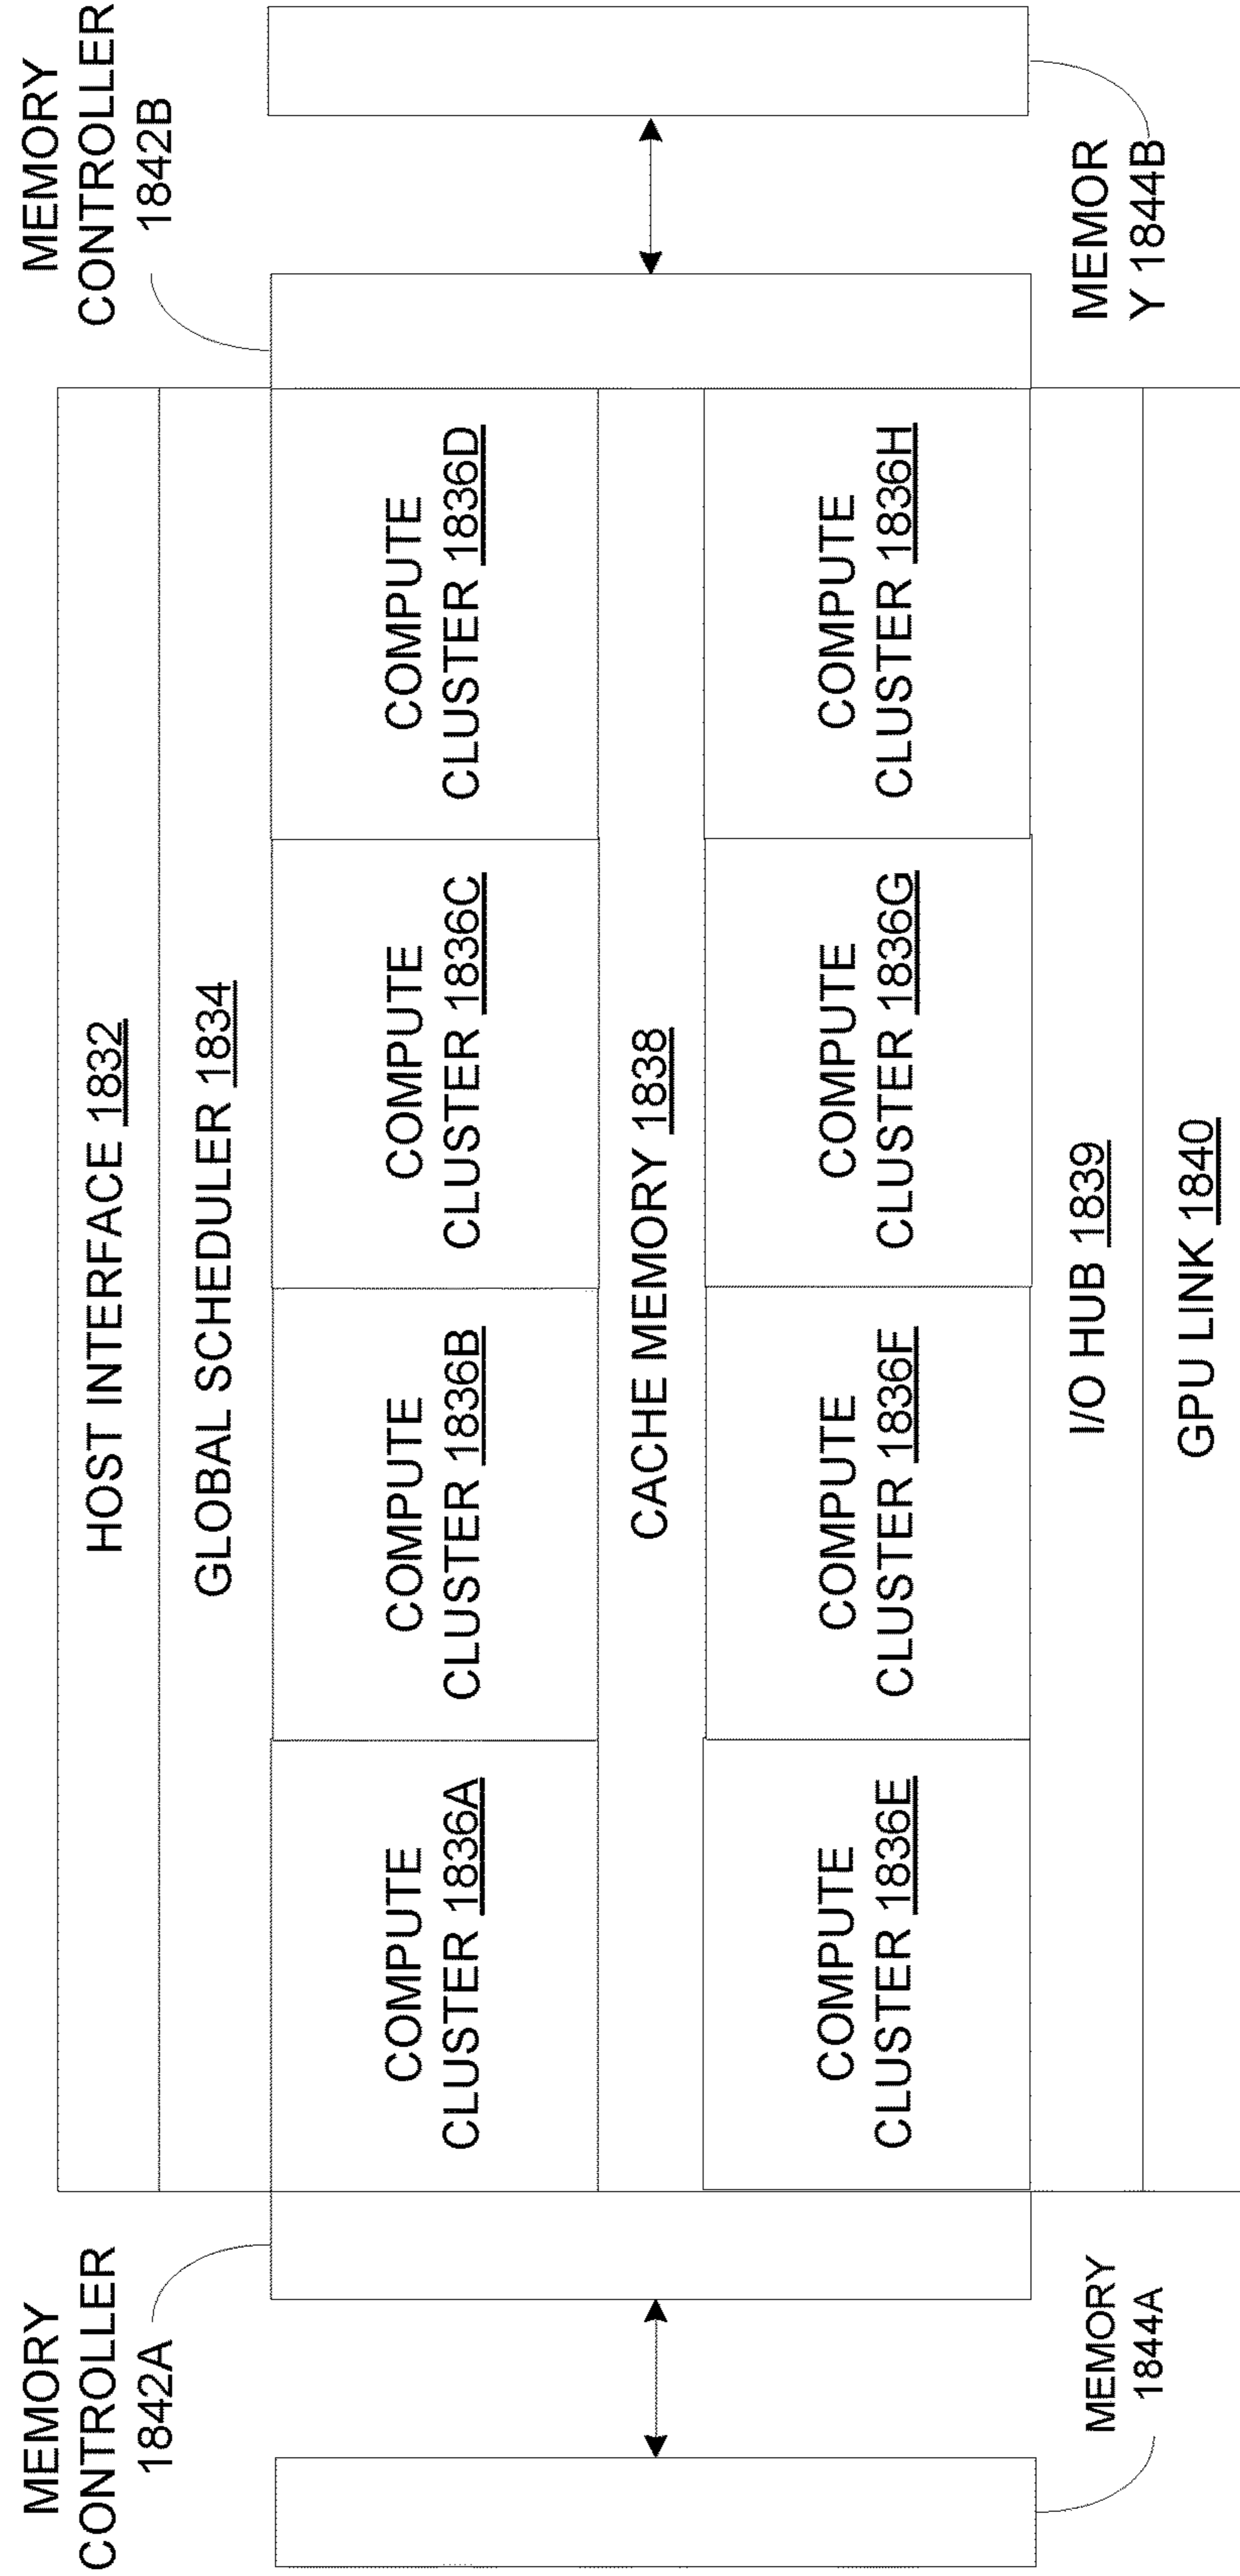 MEMORY
CONTROLLER
1842A
MEMORY
CONTROLLER
1842B
HOST INTERFACE 1832
GLOBAL SCHEDULER 1834
COMPUTE
CLUSTER 1836A
COMPUTE
CLUSTER 1836B
COMPUTE
CLUSTER 1836C
COMPUTE
CLUSTER 1836D
CACHE MEMORY 1838
COMPUTE
CLUSTER 1836E
COMPUTE
CLUSTER 1836F
COMPUTE
CLUSTER 1836G
COMPUTE
CLUSTER 1836H
I/O HUB 1839
GPU LINK 1840
MEMORY
1844A
MEMOR
Y 1844B